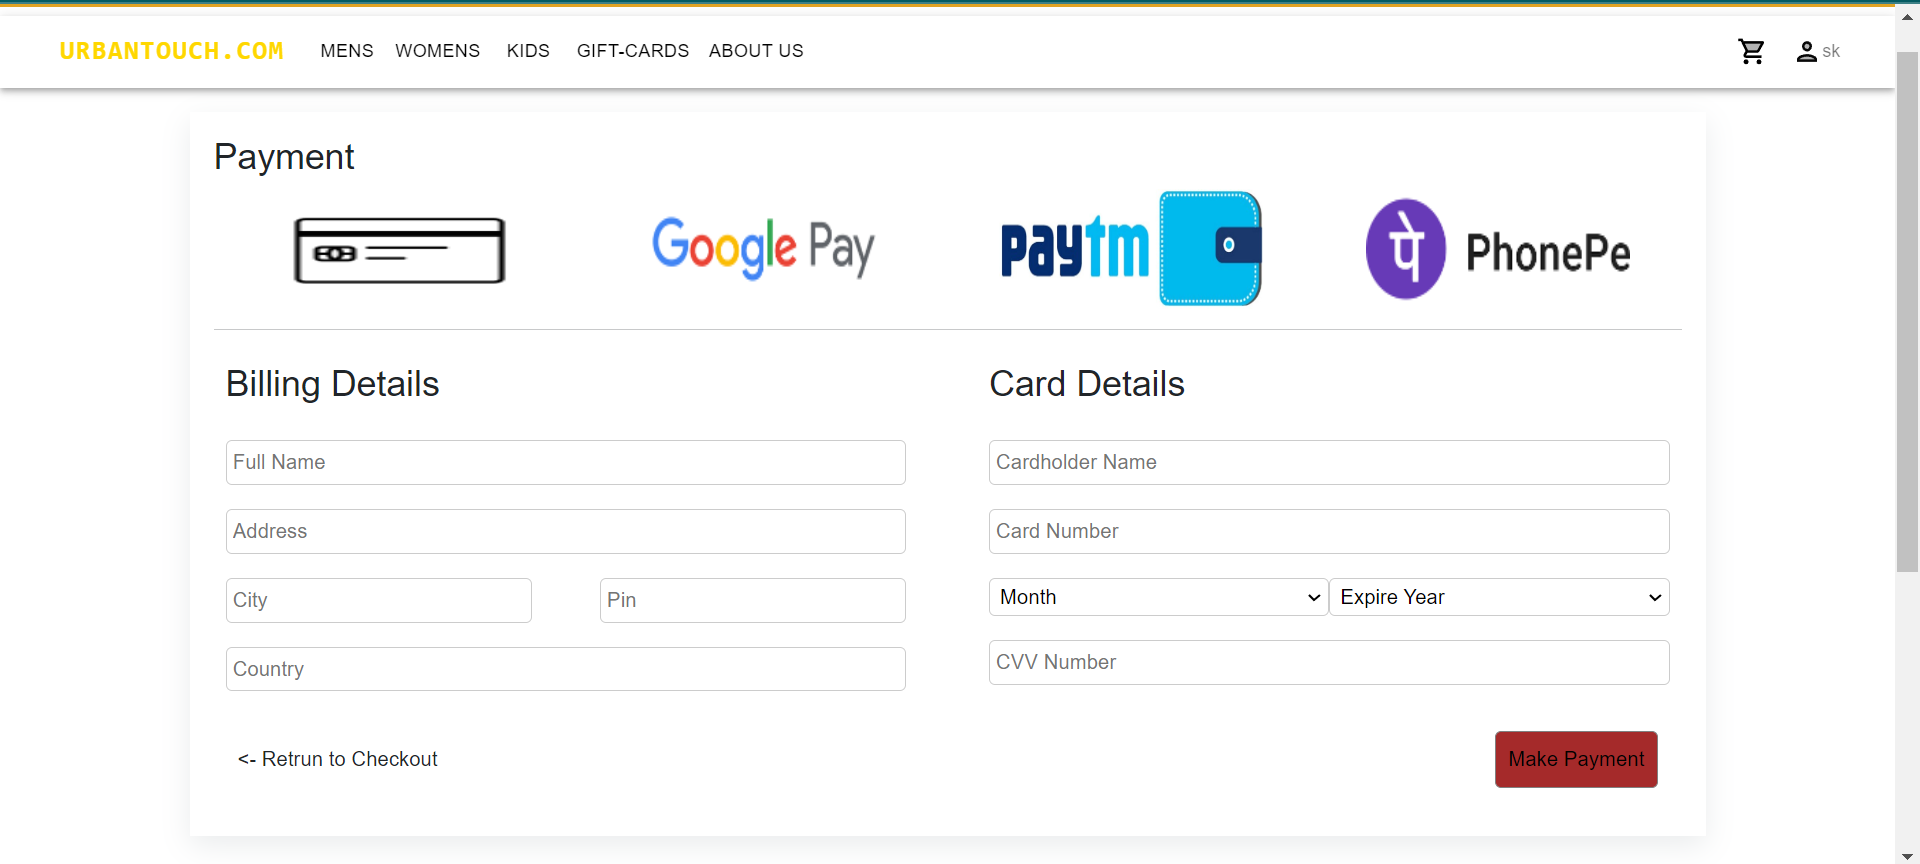 URBANTOUCH.COM MENS WOMENS KIDS GIFT-CARDS ABOUT US sk
Payment
Google Pay paytm पे PhonePe
Billing Details Card Details
Full Name Cardholder Name
Address Card Number
City Pin Month Expire Year
Country CVV Number
<- Retrun to Checkout Make Payment